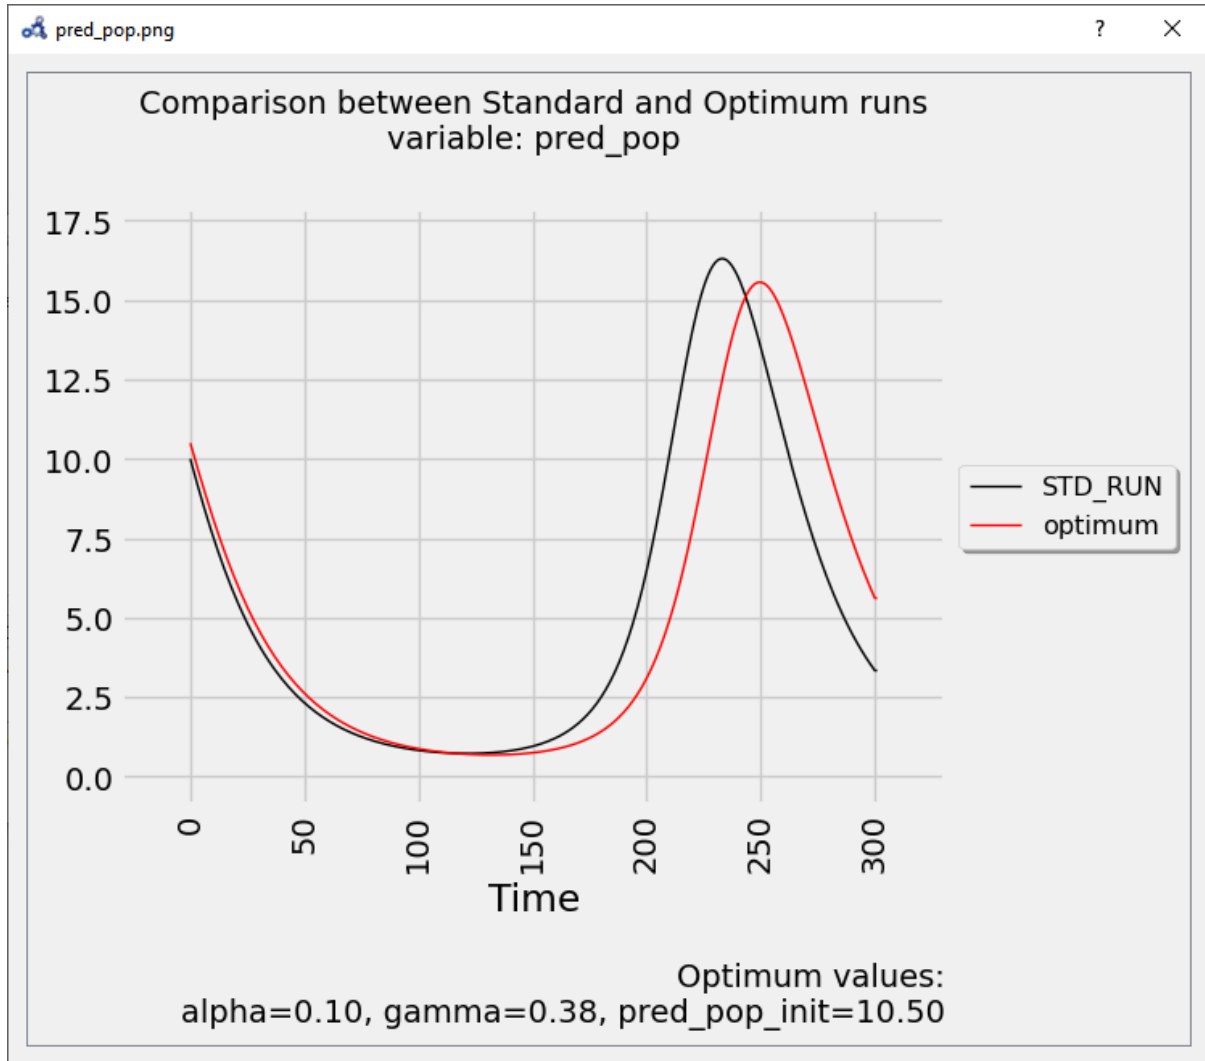 pred_pop.png
?
Comparison between Standard and Optimum runs
variable: pred_pop
17.5
15.0
12.5
10.0
7.5
5.0
2.5
0.0
STD_RUN
optimum
0 50 100 150 200 250 300
Time
Optimum values:
alpha=0.10, gamma=0.38, pred_pop_init=10.50